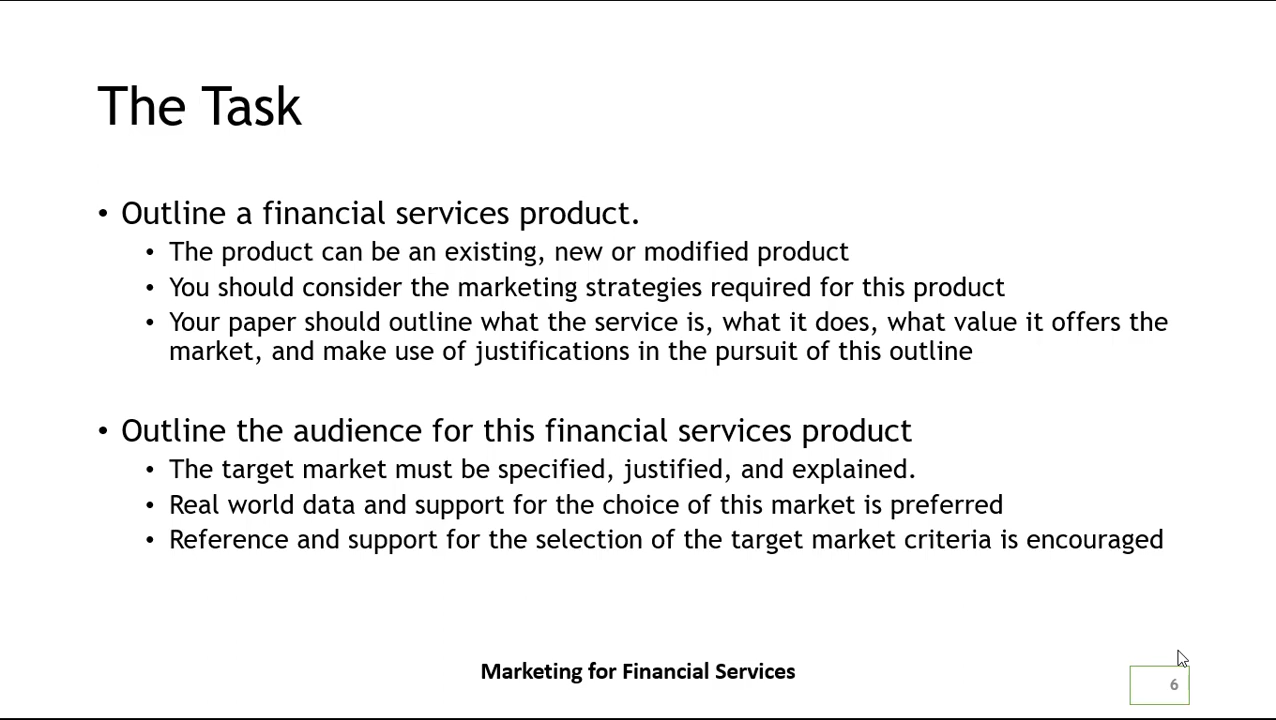 The Task
• Outline a financial services product.
• The product can be an existing, new or modified product
• You should consider the marketing strategies required for this product
• Your paper should outline what the service is, what it does, what value it offers the
market, and make use of justifications in the pursuit of this outline
• Outline the audience for this financial services product
• The target market must be specified, justified, and explained.
• Real world data and support for the choice of this market is preferred
• Reference and support for the selection of the target market criteria is encouraged
Marketing for Financial Services
6